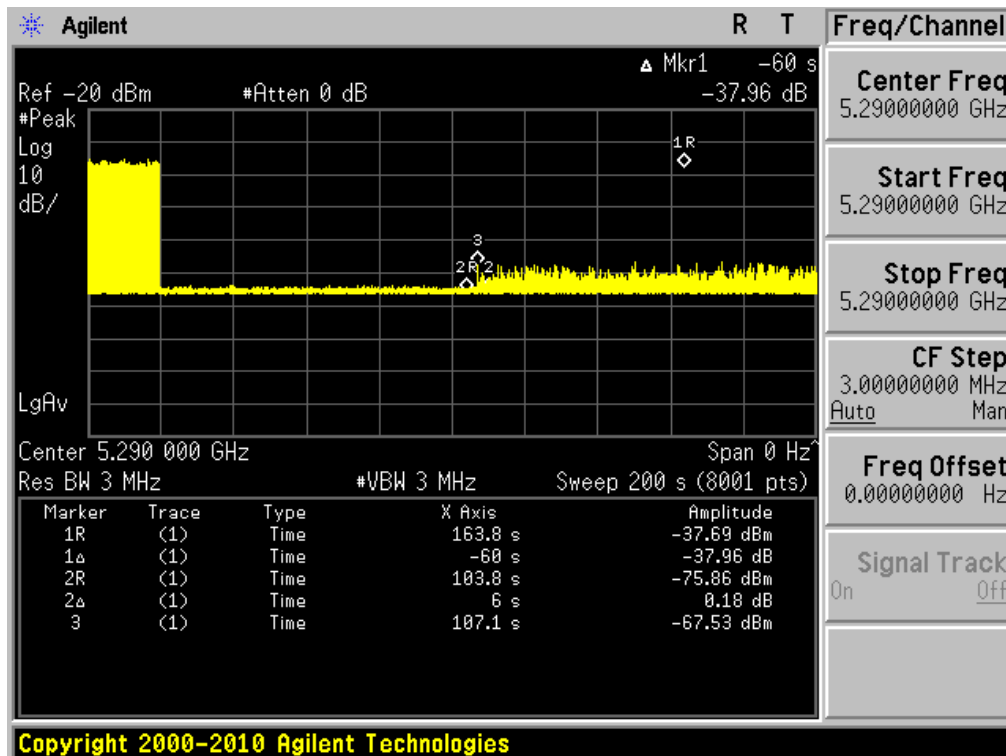 Agilent
R T
Freq/Channel
Δ Mkr1 -60 s
Ref -20 dBm #Atten 0 dB -37.96 dB
#Peak
Log
10
dB/
1R
3
2R 2
LgAv
Center 5.290 000 GHz Span 0 Hz^
Res BW 3 MHz #VBW 3 MHz Sweep 200 s (8001 pts)
Marker Trace Type X Axis Amplitude
1R (1) Time 163.8 s -37.69 dBm
1Δ (1) Time -60 s -37.96 dB
2R (1) Time 103.8 s -75.86 dBm
2Δ (1) Time 6 s 0.18 dB
3 (1) Time 107.1 s -67.53 dBm
Center Freq
5.29000000 GHz
Start Freq
5.29000000 GHz
Stop Freq
5.29000000 GHz
CF Step
3.00000000 MHz
Auto Man
Freq Offset
0.00000000 Hz
Signal Track
On Off
Copyright 2000-2010 Agilent Technologies